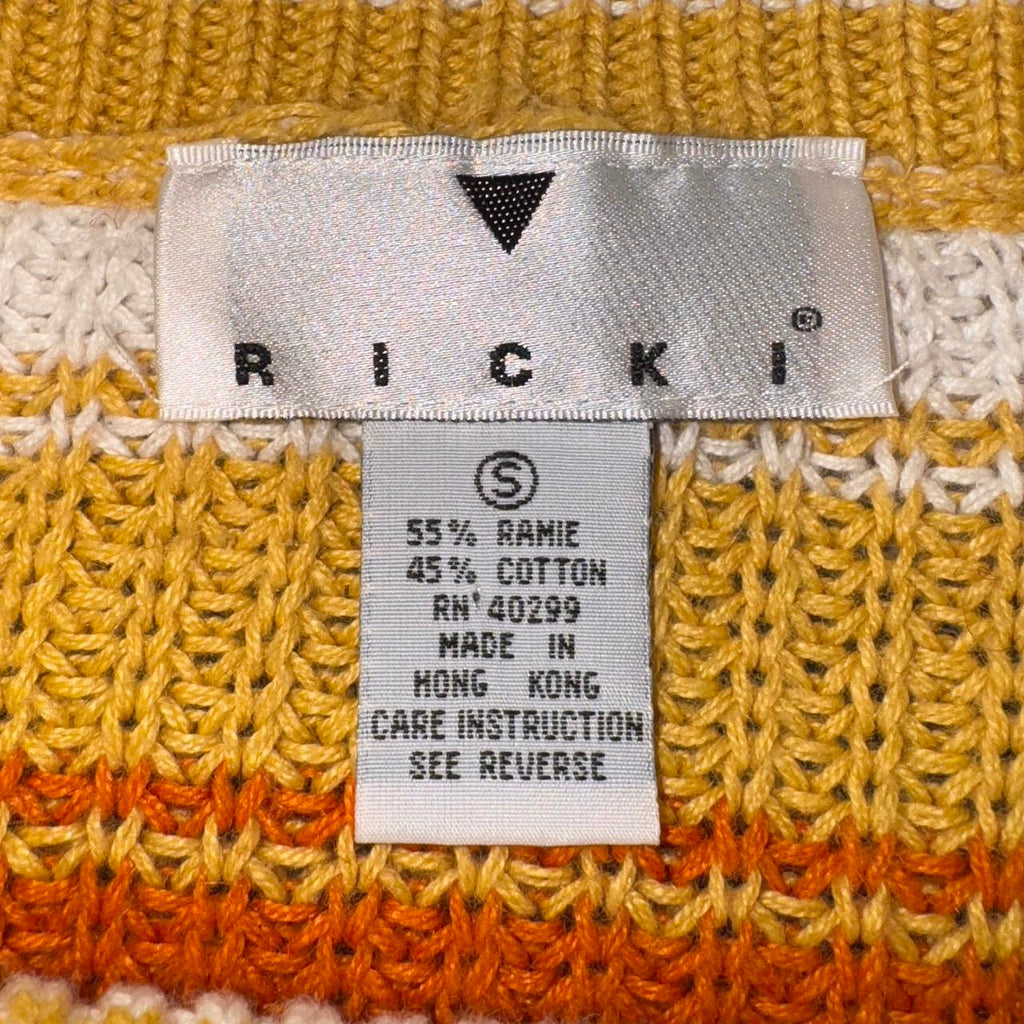 RICKI®
S
55% RAMIE
45% COTTON
RN' 40299
MADE IN
HONG KONG
CARE INSTRUCTION
SEE REVERSE